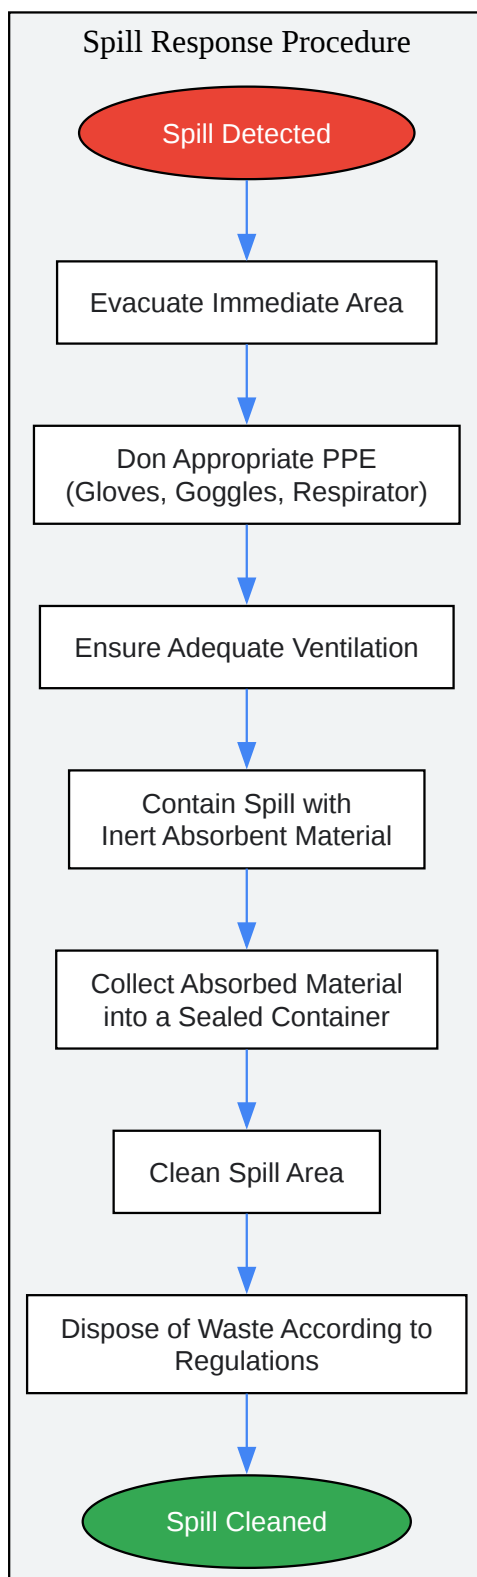 Spill Response Procedure
Spill Detected
Evacuate Immediate Area
Don Appropriate PPE
(Gloves, Goggles, Respirator)
Ensure Adequate Ventilation
Contain Spill with
Inert Absorbent Material
Collect Absorbed Material
into a Sealed Container
Clean Spill Area
Dispose of Waste According to
Regulations
Spill Cleaned